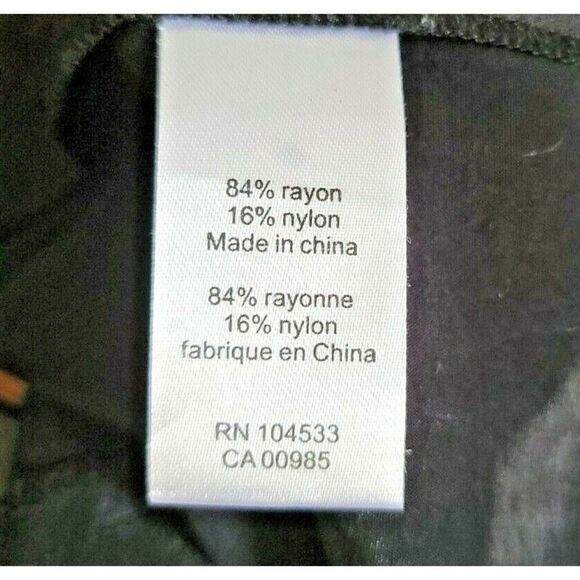 84% rayon
16% nylon
Made in china
84% rayonne
16% nylon
fabrique en China
RN 104533
CA 00985